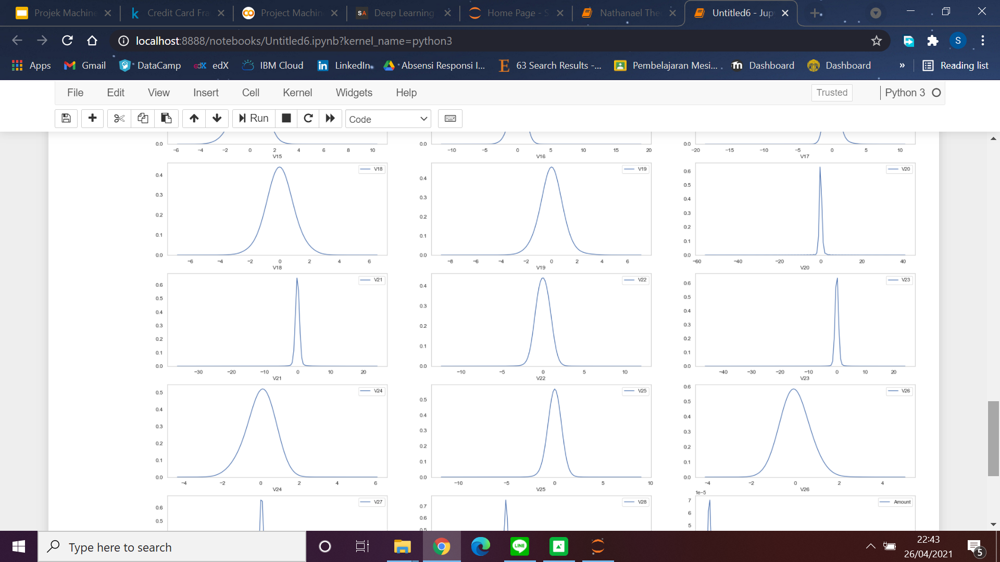 Projek Machine
Credit Card Fra
Project Machin
SA Deep Learning
Home Page - S
Nathanael The
Untitled6 - Jup
localhost:8888/notebooks/Untitled6.ipynb?kernel_name=python3
S
Apps
Gmail
DataCamp
edX
IBM Cloud
LinkedIn
Absensi Responsi I...
E 63 Search Results -...
Pembelajaran Mesi...
m Dashboard
Dashboard
»
Reading list
File Edit View Insert Cell Kernel Widgets Help
Trusted
Python 3
Run
Code
0.0
−6 −4 −2 0 2 4 6 8 10
V15
0.0
−10 −5 0 5 10 15 20
V16
0.0
−20 −15 −10 −5 0 5 10
V17
V18
0.4
0.3
0.2
0.1
0.0
−6 −4 −2 0 2 4 6
V18
V19
0.4
0.3
0.2
0.1
0.0
−8 −6 −4 −2 0 2 4 6
V19
V20
0.6
0.5
0.4
0.3
0.2
0.1
0.0
−60 −40 −20 0 20 40
V20
V21
0.6
0.5
0.4
0.3
0.2
0.1
0.0
−30 −20 −10 0 10 20
V21
V22
0.4
0.3
0.2
0.1
0.0
−10 −5 0 5 10
V22
V23
0.6
0.5
0.4
0.3
0.2
0.1
0.0
−40 −30 −20 −10 0 10 20
V23
V24
0.5
0.4
0.3
0.2
0.1
0.0
−4 −2 0 2 4 6
V24
V25
0.5
0.4
0.3
0.2
0.1
0.0
−10 −5 0 5 10
V25
V26
0.6
0.5
0.4
0.3
0.2
0.1
0.0
−4 −2 0 2 4
V26
V27
0.6
0.5
V28
0.7
0.6
0.5
1e−5
Amount
7
6
5
Type here to search
LINE
22:43
26/04/2021
5